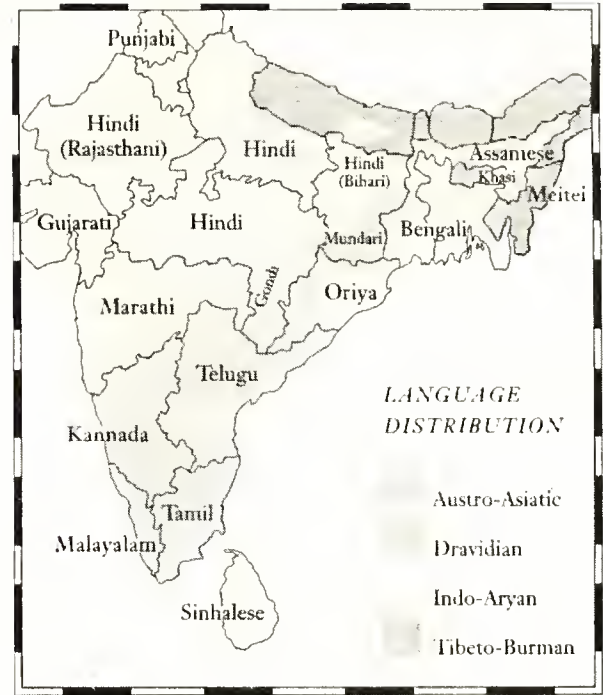 Punjabi
Hindi
(Rajasthani)
Hindi
Hindi
(Bihari)
Assamese
Khasi
Meitei
Gujarati
Hindi
Mundari
Bengali
Gondi
Oriya
Marathi
Telugu
Kannada
Tamil
Malayalam
Sinhalese
LANGUAGE
DISTRIBUTION
Austro-Asiatic
Dravidian
Indo-Aryan
Tibeto-Burman